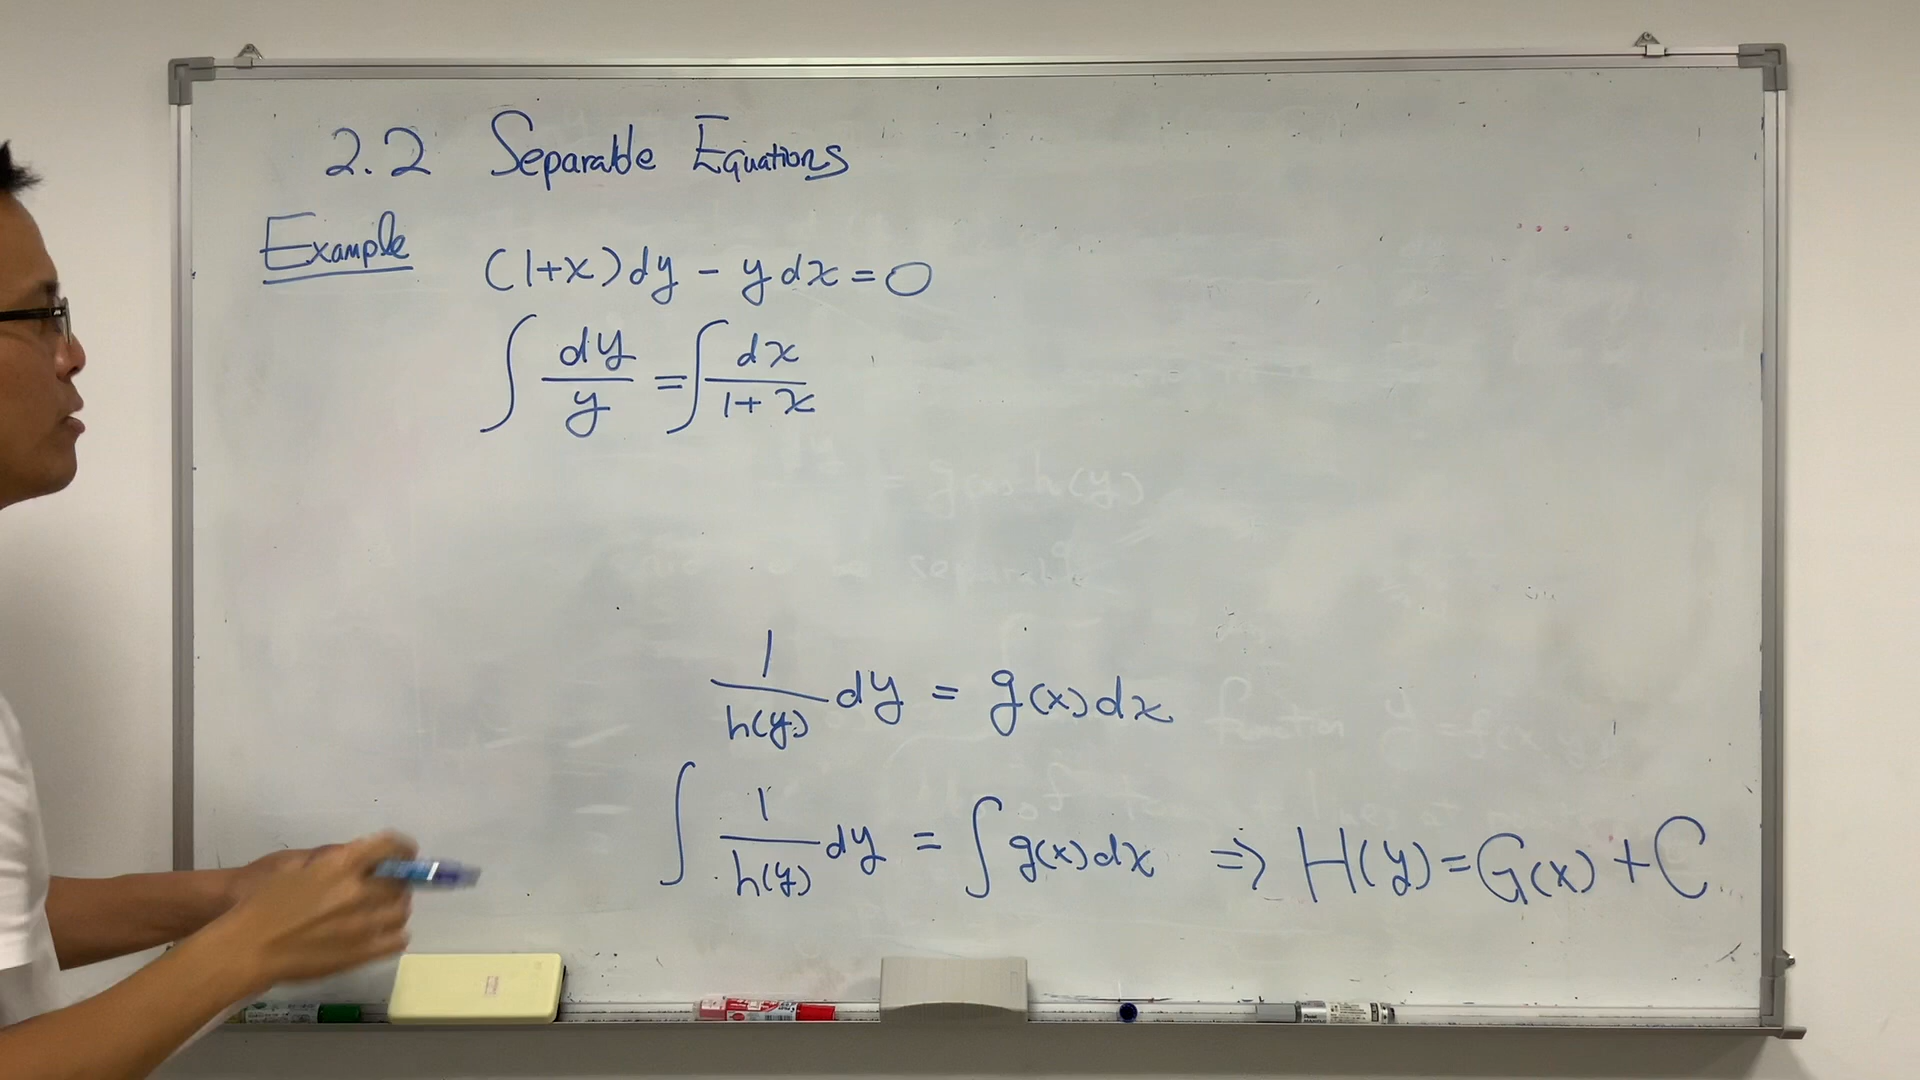 2.2 Separable Equations
Example (1+x)dy - y dx = 0
∫ dy/y = ∫ dx/(1+x)
1/h(y) dy = g(x)dx
∫ 1/h(y) dy = ∫ g(x)dx ⇒ H(y) = G(x) + C